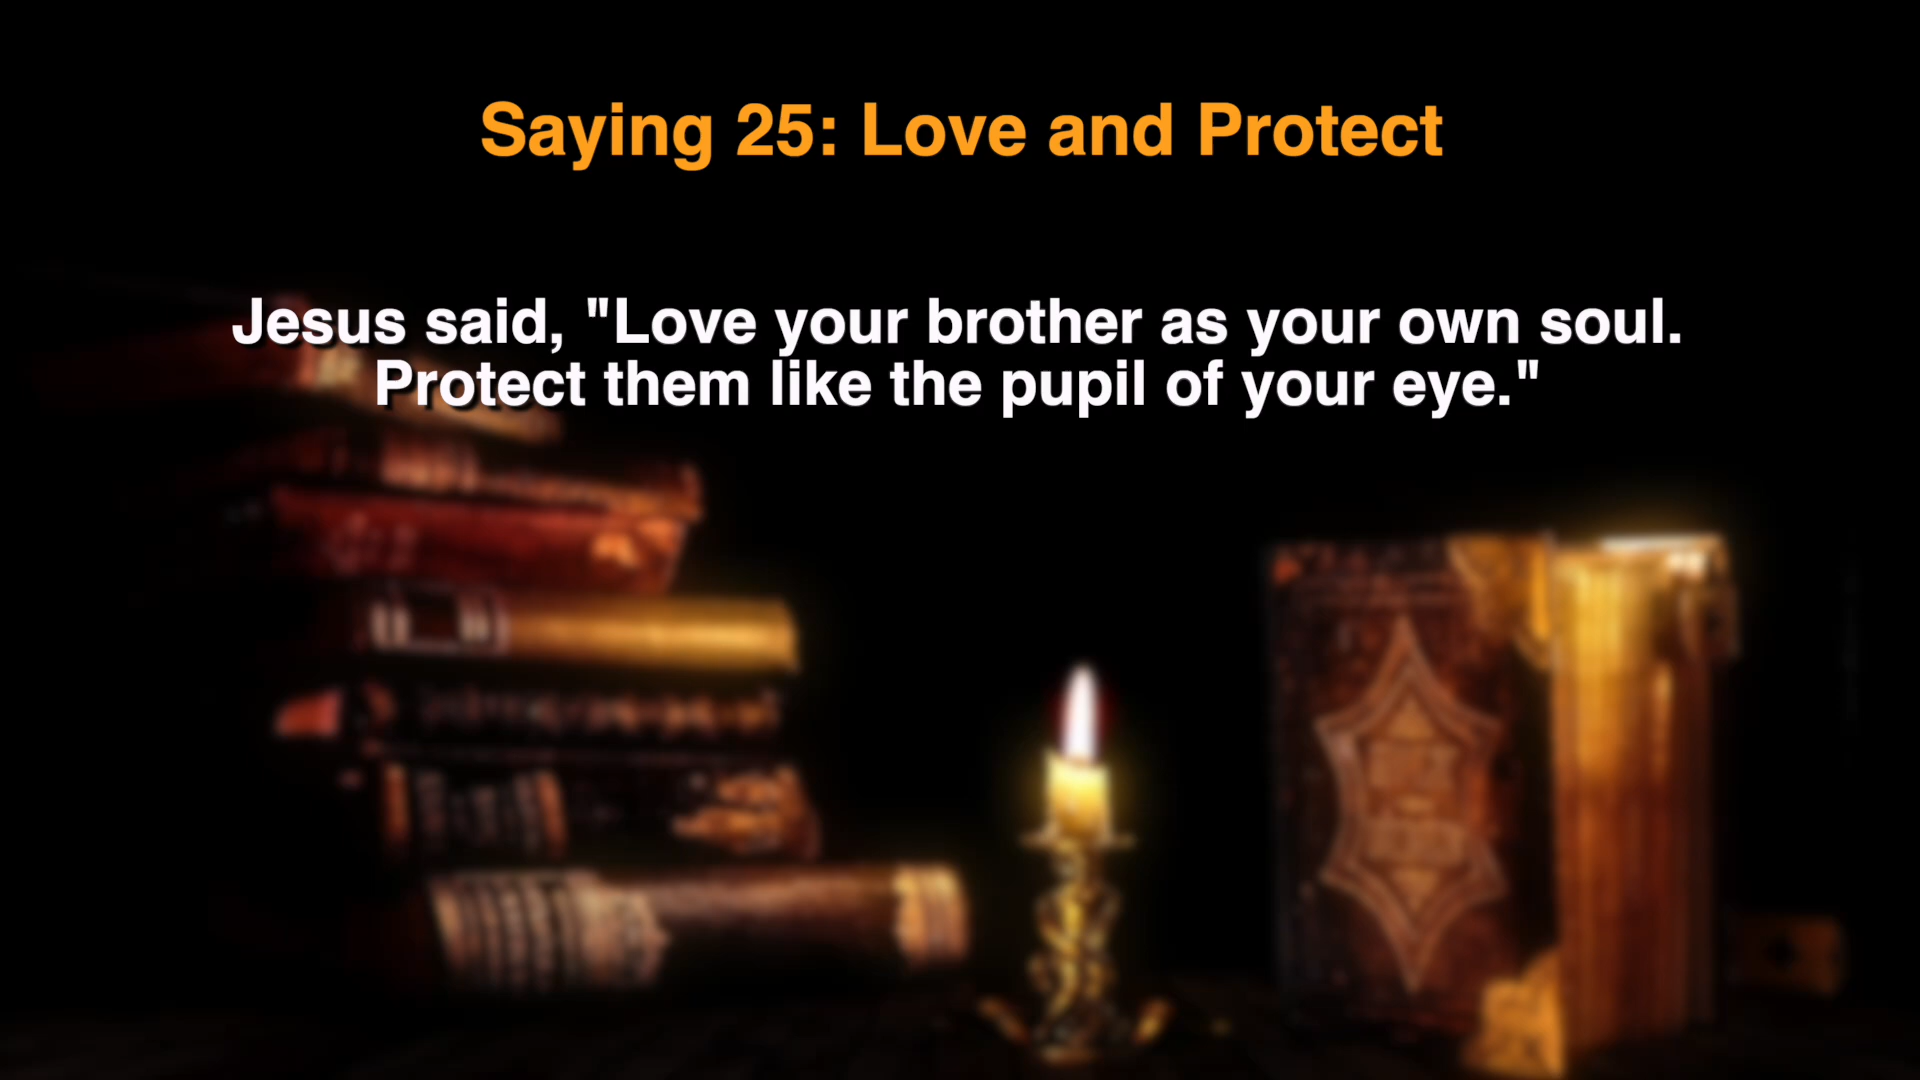 Saying 25: Love and Protect
Jesus said, "Love your brother as your own soul.
Protect them like the pupil of your eye."